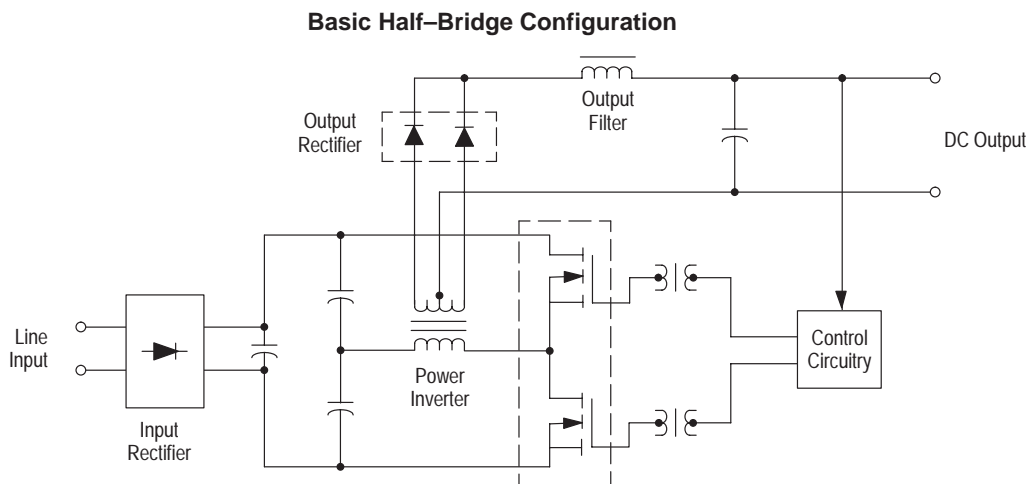 Basic Half–Bridge Configuration
Output
Rectifier
Output
Filter
DC Output
Line
Input
Input
Rectifier
Power
Inverter
Control
Circuitry